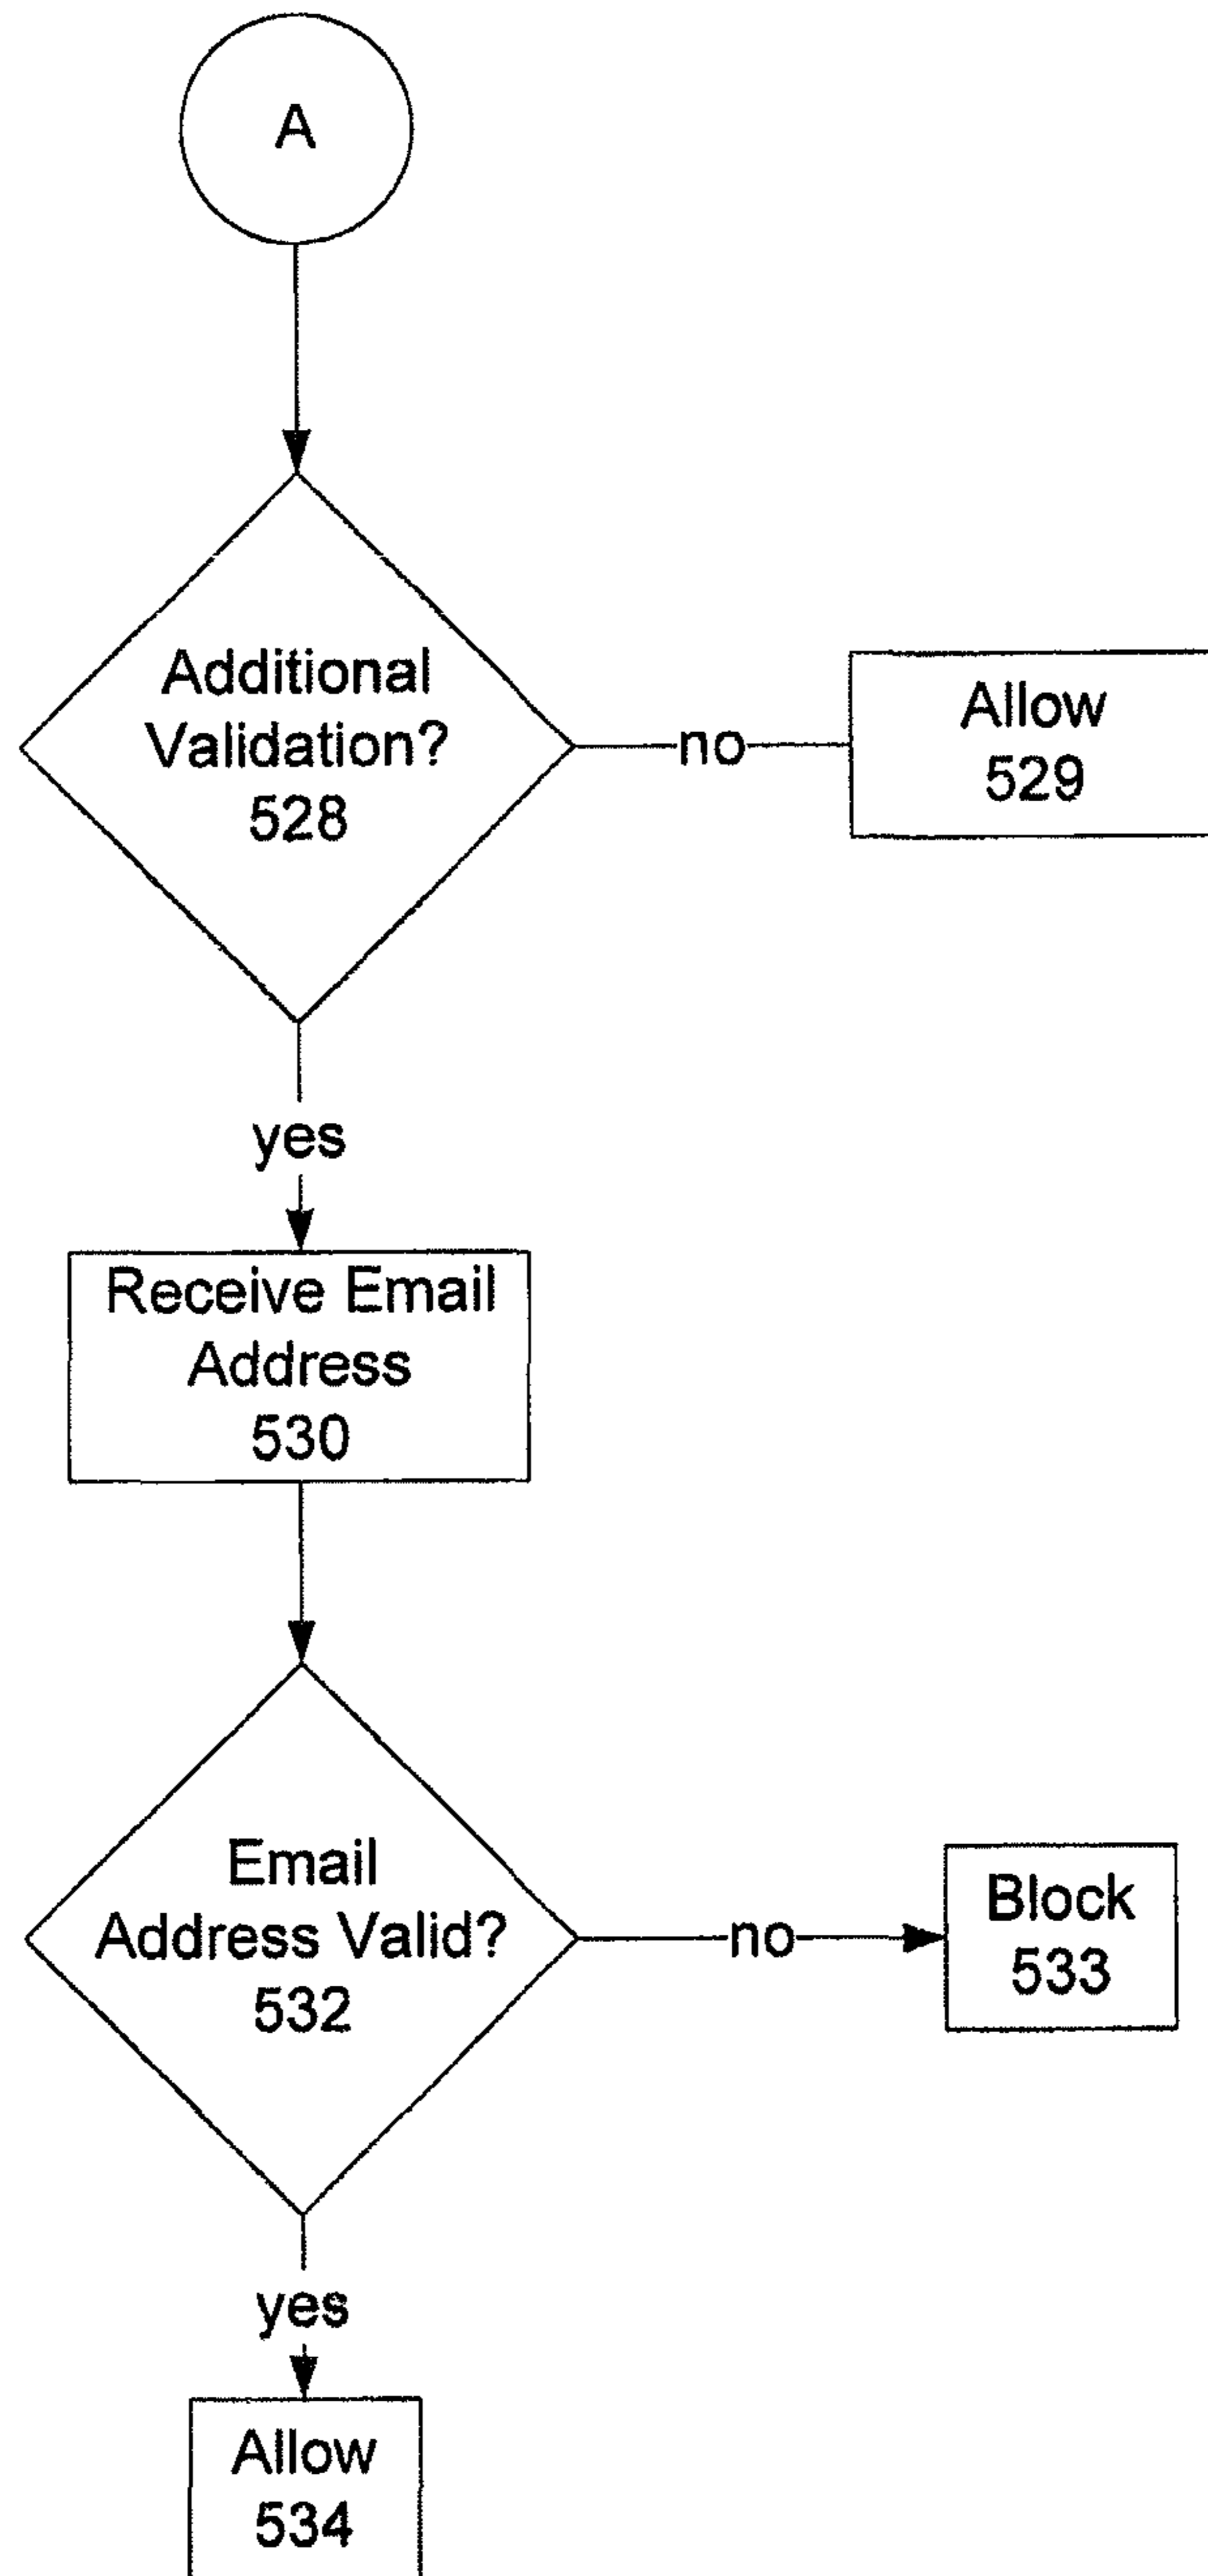 A
Additional
Validation?
528
no
Allow
529
yes
Receive Email
Address
530
Email
Address Valid?
532
no
Block
533
yes
Allow
534